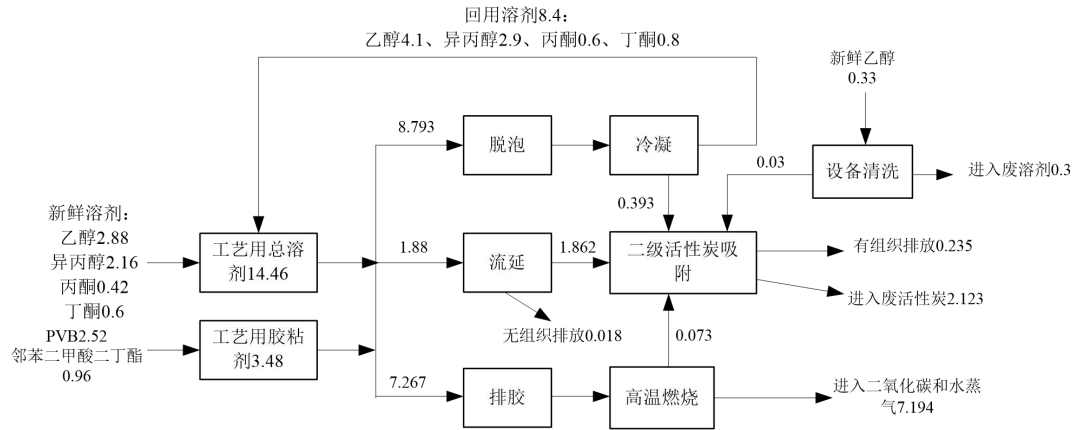 回用溶剂8.4：
乙醇4.1、异丙醇2.9、丙酮0.6、丁酮0.8
新鲜乙醇
0.33
8.793
脱泡
冷凝
0.03
设备清洗
进入废溶剂0.3
0.393
新鲜溶剂：
乙醇2.88
异丙醇2.16
丙酮0.42
丁酮0.6
工艺用总溶
剂14.46
1.88
流延
1.862
二级活性炭吸
附
有组织排放0.235
进入废活性炭2.123
无组织排放0.018
0.073
PVB2.52
邻苯二甲酸二丁酯
0.96
工艺用胶粘
剂3.48
7.267
排胶
高温燃烧
进入二氧化碳和水蒸
气7.194